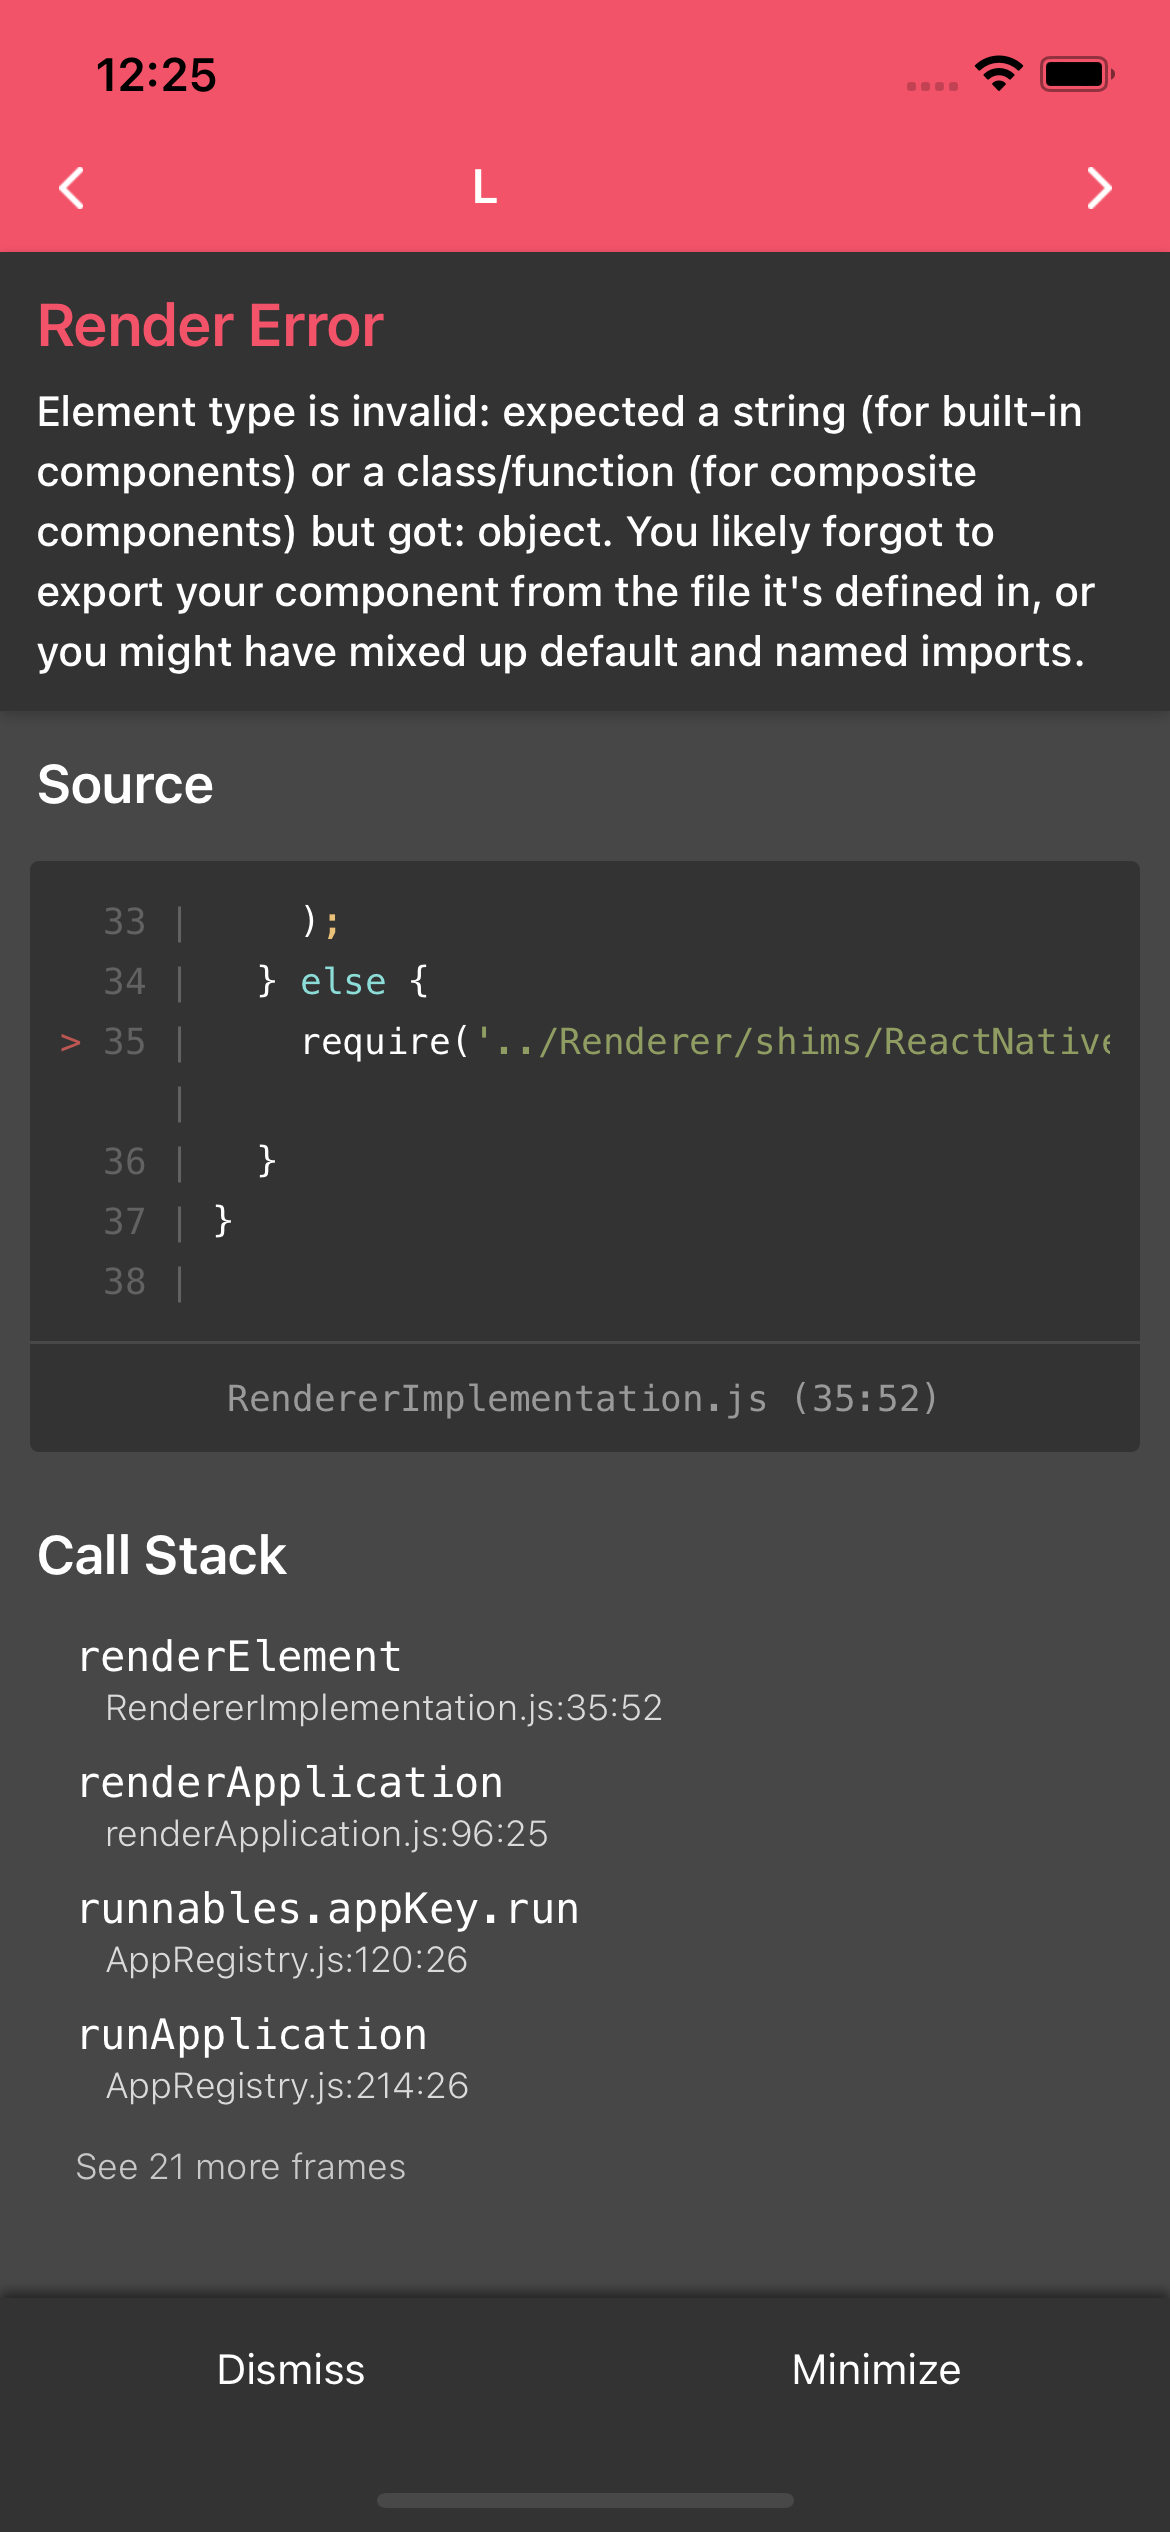 12:25
L
Render Error
Element type is invalid: expected a string (for built-in
components) or a class/function (for composite
components) but got: object. You likely forgot to
export your component from the file it's defined in, or
you might have mixed up default and named imports.
Source
33 |     );
34 |   } else {
> 35 |     require('../Renderer/shims/ReactNative
|
36 |   }
37 | }
38 |
RendererImplementation.js (35:52)
Call Stack
renderElement
RendererImplementation.js:35:52
renderApplication
renderApplication.js:96:25
runnables.appKey.run
AppRegistry.js:120:26
runApplication
AppRegistry.js:214:26
See 21 more frames
Dismiss
Minimize